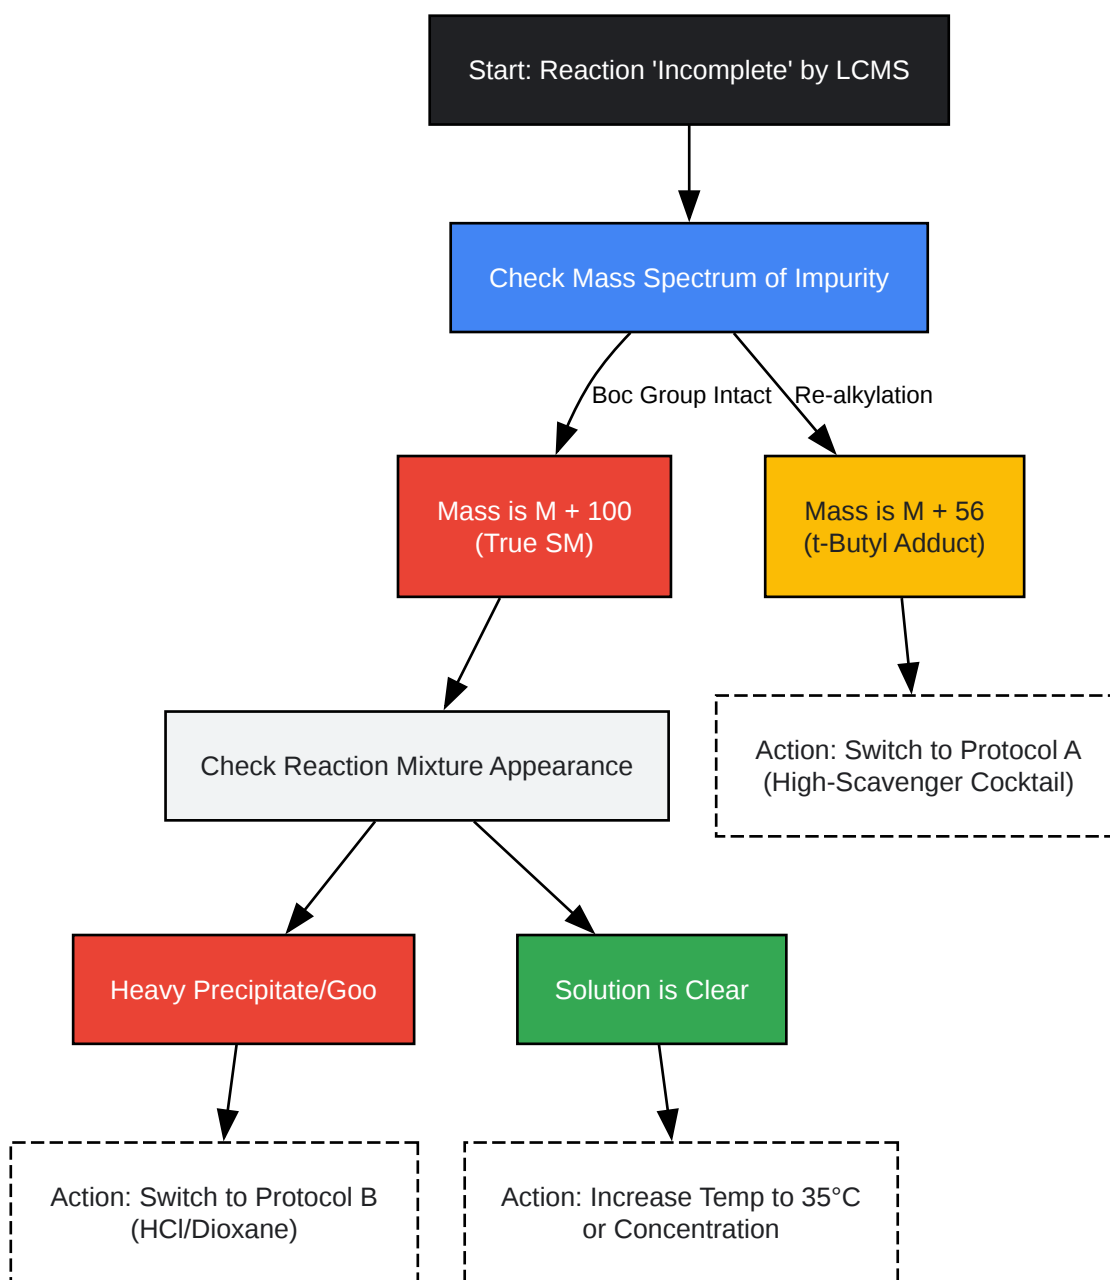 Start: Reaction 'Incomplete' by LCMS
Check Mass Spectrum of Impurity
Boc Group Intact
Re-alkylation
Mass is M + 100
(True SM)
Mass is M + 56
(t-Butyl Adduct)
Check Reaction Mixture Appearance
Action: Switch to Protocol A
(High-Scavenger Cocktail)
Heavy Precipitate/Goo
Solution is Clear
Action: Switch to Protocol B
(HCl/Dioxane)
Action: Increase Temp to 35°C
or Concentration